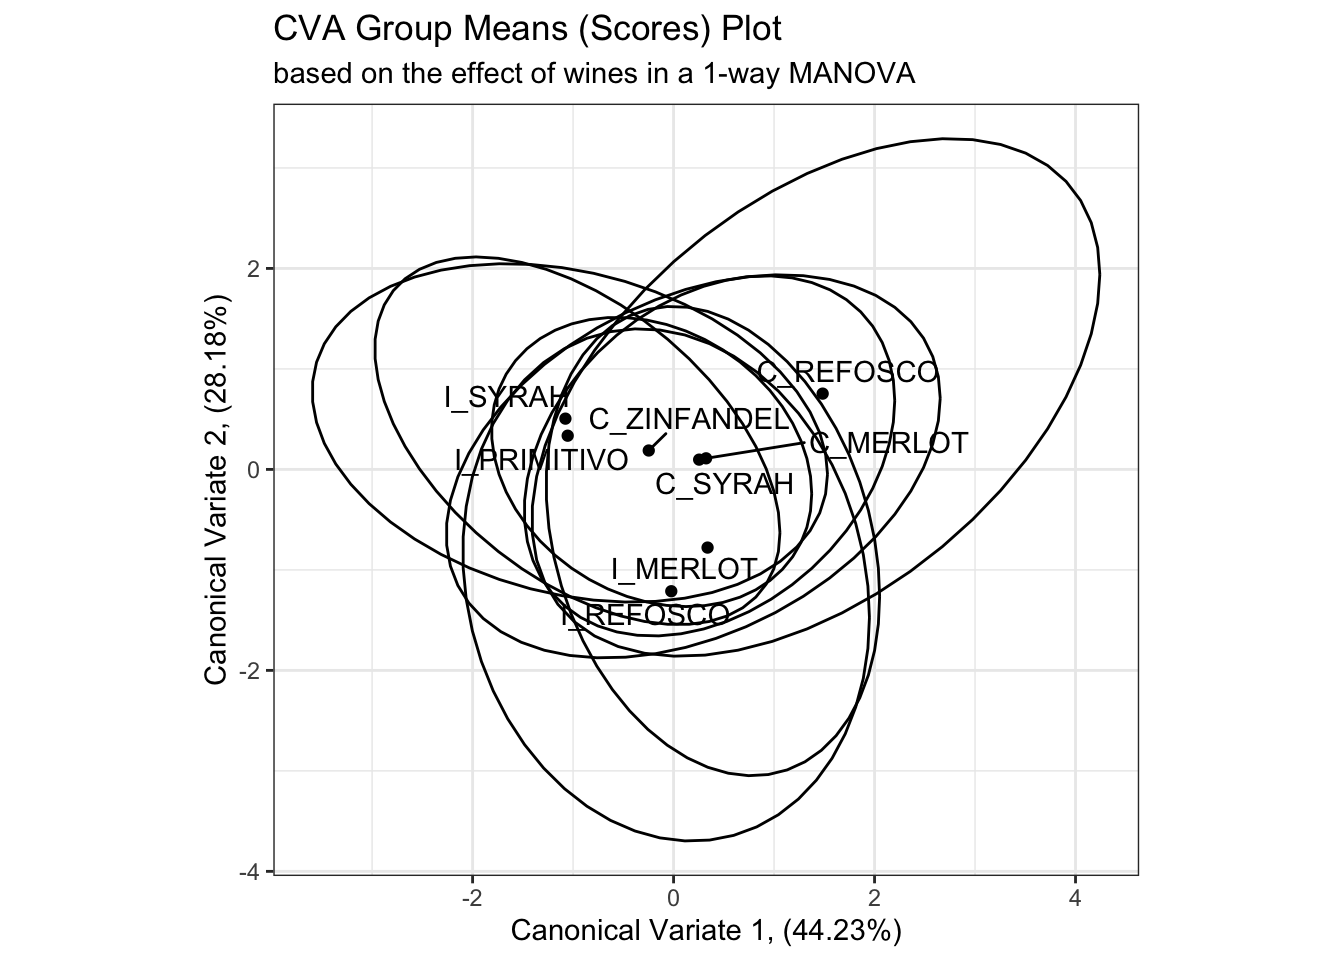 CVA Group Means (Scores) Plot
based on the effect of wines in a 1-way MANOVA
Canonical Variate 2, (28.18%)
2
0
-2
-4
C_REFOSCO
I_SYRAH
C_ZINFANDEL
C_MERLOT
I_PRIMITIVO
C_SYRAH
I_MERLOT
I_REFOSCO
-2 0 2 4
Canonical Variate 1, (44.23%)